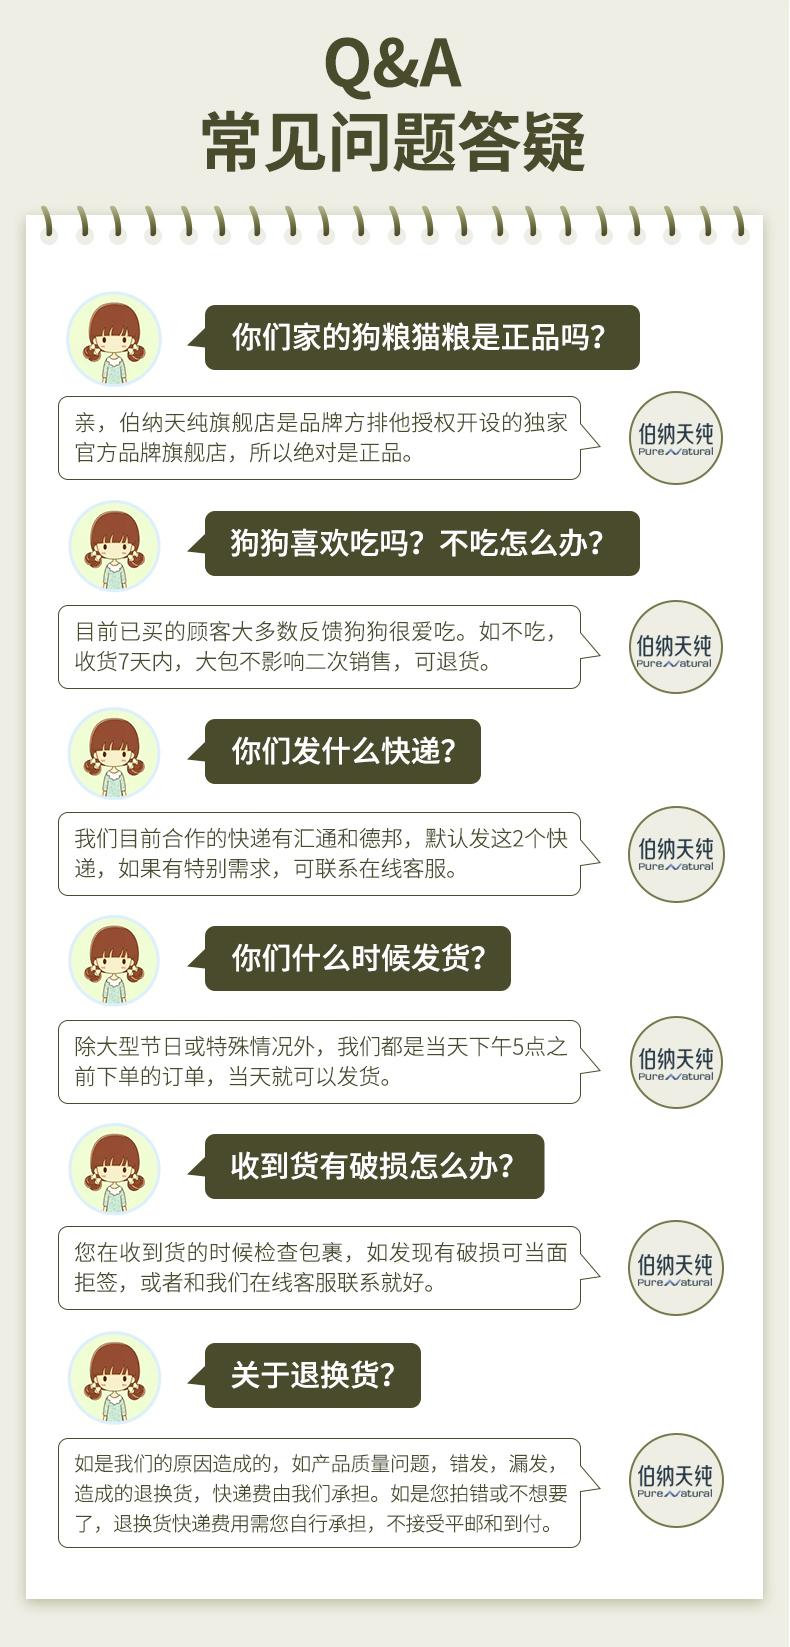 Q&A
常见问题答疑
你们家的狗粮猫粮是正品吗？
亲，伯纳天纯旗舰店是品牌方排他授权开设的独家
官方品牌旗舰店，所以绝对是正品。
伯纳天纯
PureNatural
狗狗喜欢吃吗？不吃怎么办？
目前已买的顾客大多数反馈狗狗很爱吃。如不吃，
收货7天内，大包不影响二次销售，可退货。
伯纳天纯
PureNatural
你们发什么快递？
我们目前合作的快递有汇通和德邦，默认发这2个快
递，如果有特别需求，可联系在线客服。
伯纳天纯
PureNatural
你们什么时候发货？
除大型节日或特殊情况外，我们都是当天下午5点之
前下单的订单，当天就可以发货。
伯纳天纯
PureNatural
收到货有破损怎么办？
您在收到货的时候检查包裹，如发现有破损可当面
拒签，或者和我们在线客服联系就好。
伯纳天纯
PureNatural
关于退换货？
如是我们的原因造成的，如产品质量问题，错发，漏发，
造成的退换货，快递费由我们承担。如是您拍错或不想要
了，退换货快递费用需您自行承担，不接受平邮和到付。
伯纳天纯
PureNatural